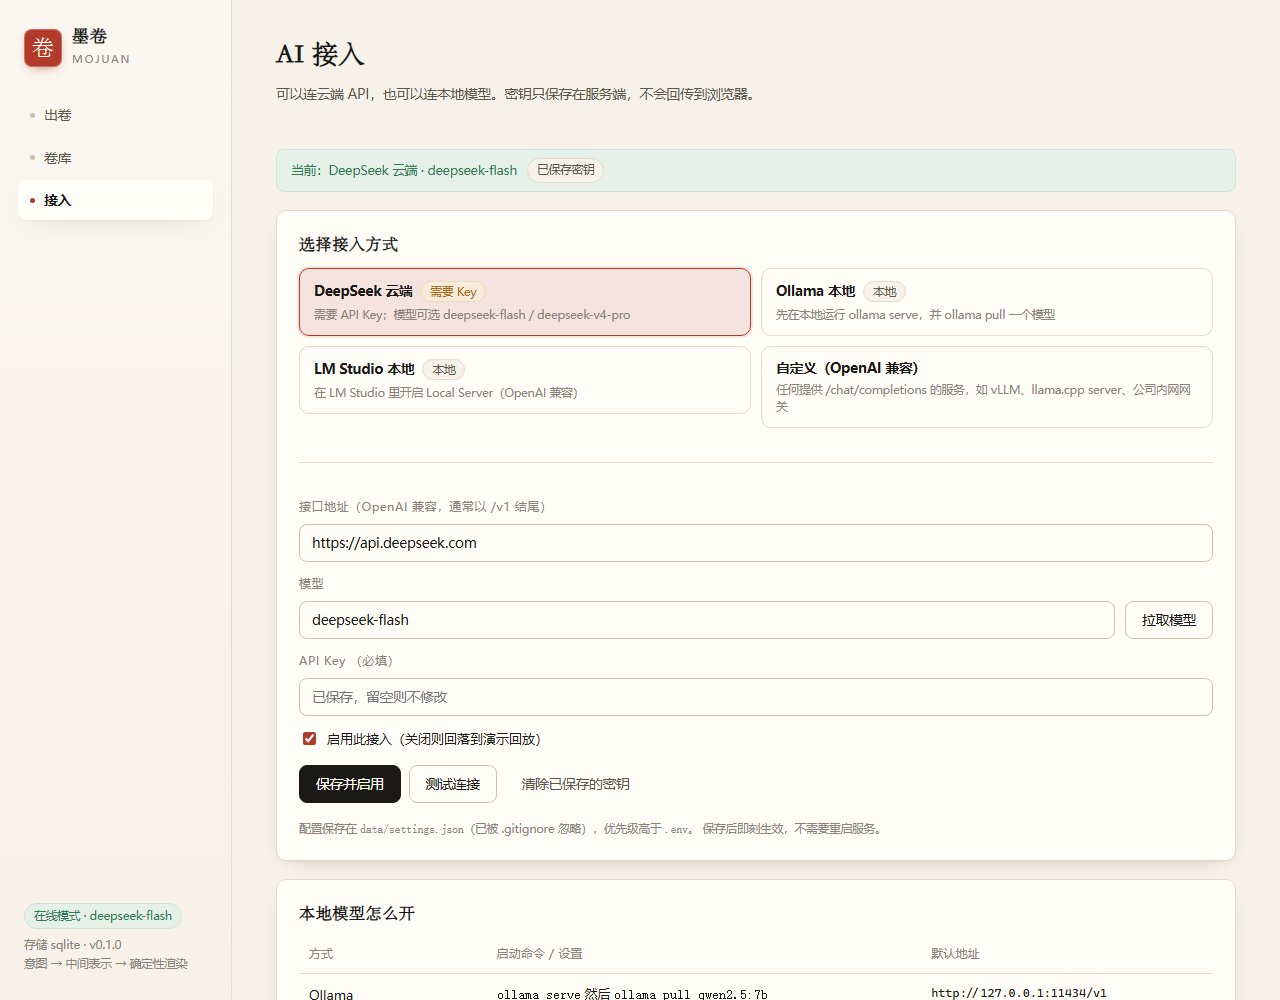 卷
墨卷
MOJUAN
出卷
卷库
接入
在线模式 · deepseek-flash
存储 sqlite · v0.1.0
意图 → 中间表示 → 确定性渲染
AI 接入
可以连云端 API，也可以连本地模型。密钥只保存在服务端，不会回传到浏览器。
当前：DeepSeek 云端 · deepseek-flash 已保存密钥
选择接入方式
DeepSeek 云端 需要 Key
需要 API Key；模型可选 deepseek-flash / deepseek-v4-pro
Ollama 本地 本地
先在本地运行 ollama serve，并 ollama pull 一个模型
LM Studio 本地 本地
在 LM Studio 里开启 Local Server（OpenAI 兼容）
自定义（OpenAI 兼容）
任何提供 /chat/completions 的服务，如 vLLM、llama.cpp server、公司内网网
关
接口地址（OpenAI 兼容，通常以 /v1 结尾）
https://api.deepseek.com
模型
deepseek-flash
拉取模型
API Key （必填）
已保存，留空则不修改
启用此接入（关闭则回落到演示回放）
保存并启用 测试连接 清除已保存的密钥
配置保存在 data/settings.json（已被 .gitignore 忽略），优先级高于 .env。 保存后即刻生效，不需要重启服务。
本地模型怎么开
方式 启动命令 / 设置 默认地址
Ollama ollama serve 然后 ollama pull qwen2.5:7b http://127.0.0.1:11434/v1